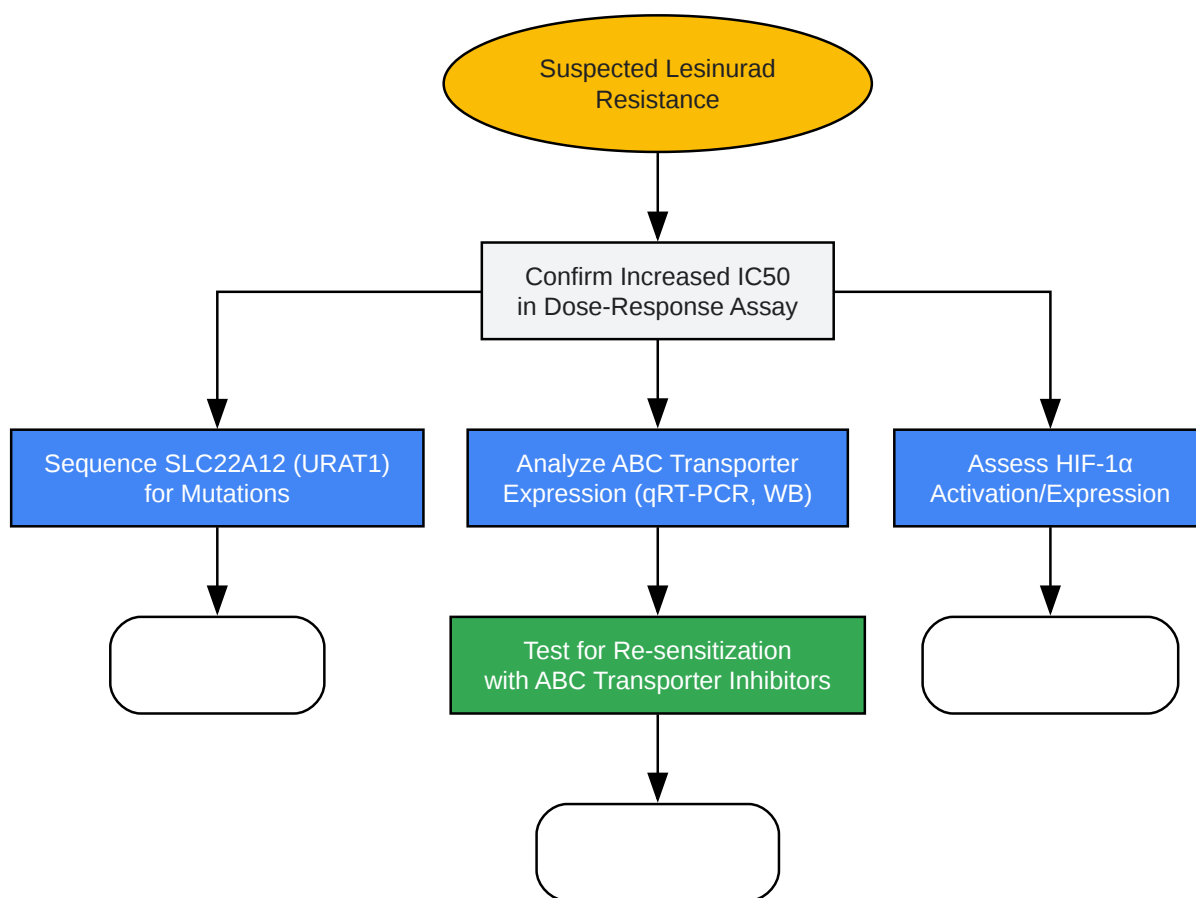 Suspected Lesinurad
Resistance
Confirm Increased IC50
in Dose-Response Assay
Sequence SLC22A12 (URAT1)
for Mutations
Analyze ABC Transporter
Expression (qRT-PCR, WB)
Assess HIF-1α
Activation/Expression
Test for Re-sensitization
with ABC Transporter Inhibitors